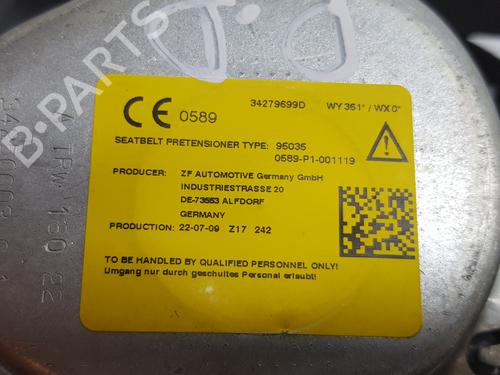 34279699D WY 351° / WX 0°
CE 0589
SEATBELT PRETENSIONER TYPE: 95035
0589-P1-001119
PRODUCER: ZF AUTOMOTIVE Germany GmbH
INDUSTRIESTRASSE 20
DE-73553 ALFDORF
GERMANY
PRODUCTION: 22-07-09 Z17 242
TO BE HANDLED BY QUALIFIED PERSONNEL ONLY!
Umgang nur durch geschultes Personal erlaubt!